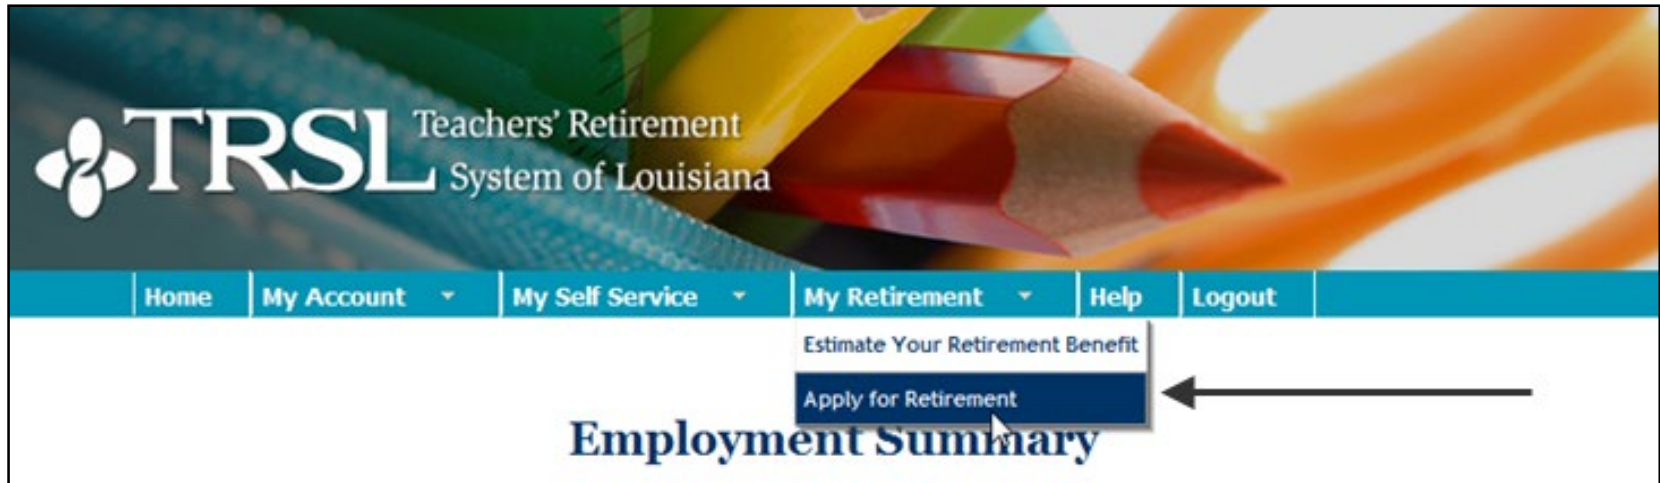 TRSL Teachers' Retirement
System of Louisiana
Home My Account My Self Service My Retirement Help Logout
Estimate Your Retirement Benefit
Apply for Retirement
Employment Summary